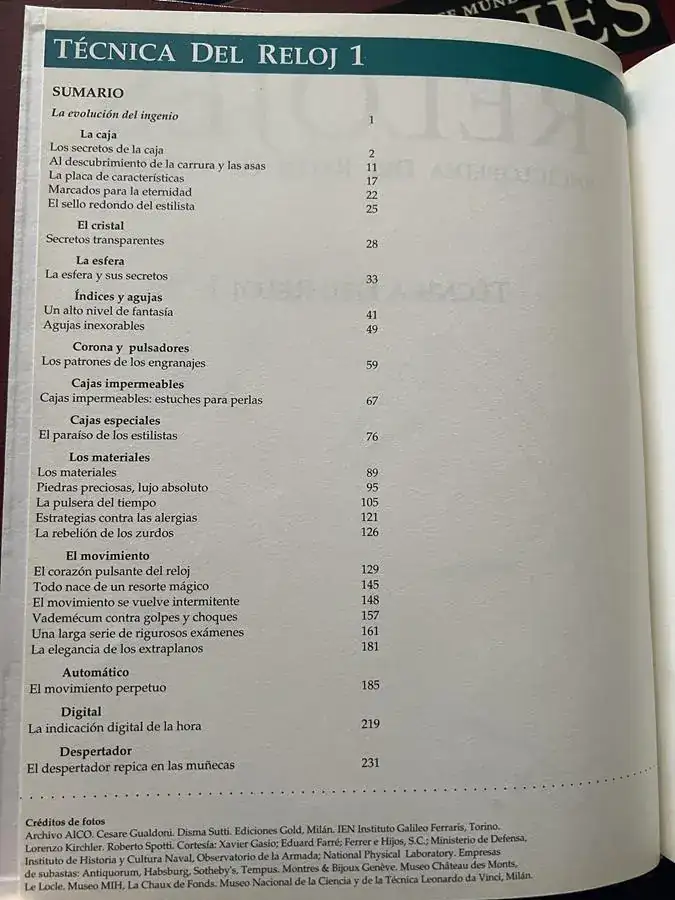 TÉCNICA DEL RELOJ 1
SUMARIO
La evolución del ingenio 1
La caja
Los secretos de la caja 2
Al descubrimiento de la carrura y las asas 11
La placa de características 17
Marcados para la eternidad 22
El sello redondo del estilista 25
El cristal
Secretos transparentes 28
La esfera
La esfera y sus secretos 33
Índices y agujas
Un alto nivel de fantasía 41
Agujas inexorables 49
Corona y pulsadores
Los patrones de los engranajes 59
Cajas impermeables
Cajas impermeables: estuches para perlas 67
Cajas especiales
El paraíso de los estilistas 76
Los materiales
Los materiales 89
Piedras preciosas, lujo absoluto 95
La pulsera del tiempo 105
Estrategias contra las alergias 121
La rebelión de los zurdos 126
El movimiento
El corazón pulsante del reloj 129
Todo nace de un resorte mágico 145
El movimiento se vuelve intermitente 148
Vademécum contra golpes y choques 157
Una larga serie de rigurosos exámenes 161
La elegancia de los extraplanos 181
Automático
El movimiento perpetuo 185
Digital
La indicación digital de la hora 219
Despertador
El despertador repica en las muñecas 231
Créditos de fotos
Archivo AICO. Cesare Gualdoni. Disma Sutti. Ediciones Gold, Milán. IEN Instituto Galileo Ferraris, Torino.
Lorenzo Kirchler. Roberto Spotti. Cortesía: Xavier Gasio; Eduard Farré; Ferrer e Hijos, S.C.; Ministerio de Defensa,
Instituto de Historia y Cultura Naval, Observatorio de la Armada; National Physical Laboratory. Empresas
de subastas: Antiquorum, Habsburg, Sotheby's, Tempus. Montres & Bijoux Genève. Museo Château des Monts,
Le Locle. Museo MIH, La Chaux de Fonds. Museo Nacional de la Ciencia y de la Técnica Leonardo da Vinci, Milán.